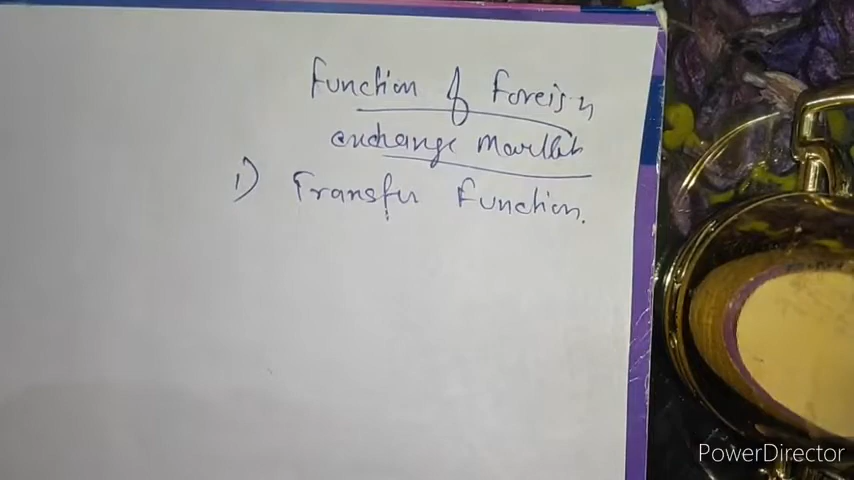 Function of Foreign
exchange Market
1) Transfer Function.
PowerDirector